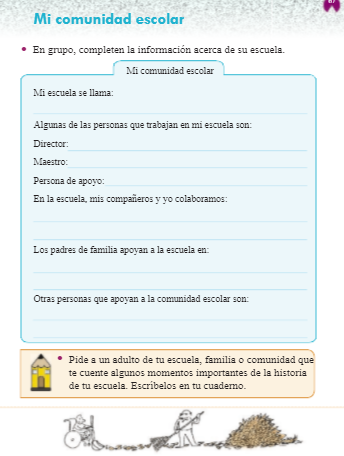 67
Mi comunidad escolar
• En grupo, completen la información acerca de su escuela.
Mi comunidad escolar
Mi escuela se llama:
Algunas de las personas que trabajan en mi escuela son:
Director:
Maestro:
Persona de apoyo:
En la escuela, mis compañeros y yo colaboramos:
Los padres de familia apoyan a la escuela en:
Otras personas que apoyan a la comunidad escolar son:
• Pide a un adulto de tu escuela, familia o comunidad que
te cuente algunos momentos importantes de la historia
de tu escuela. Escríbelos en tu cuaderno.